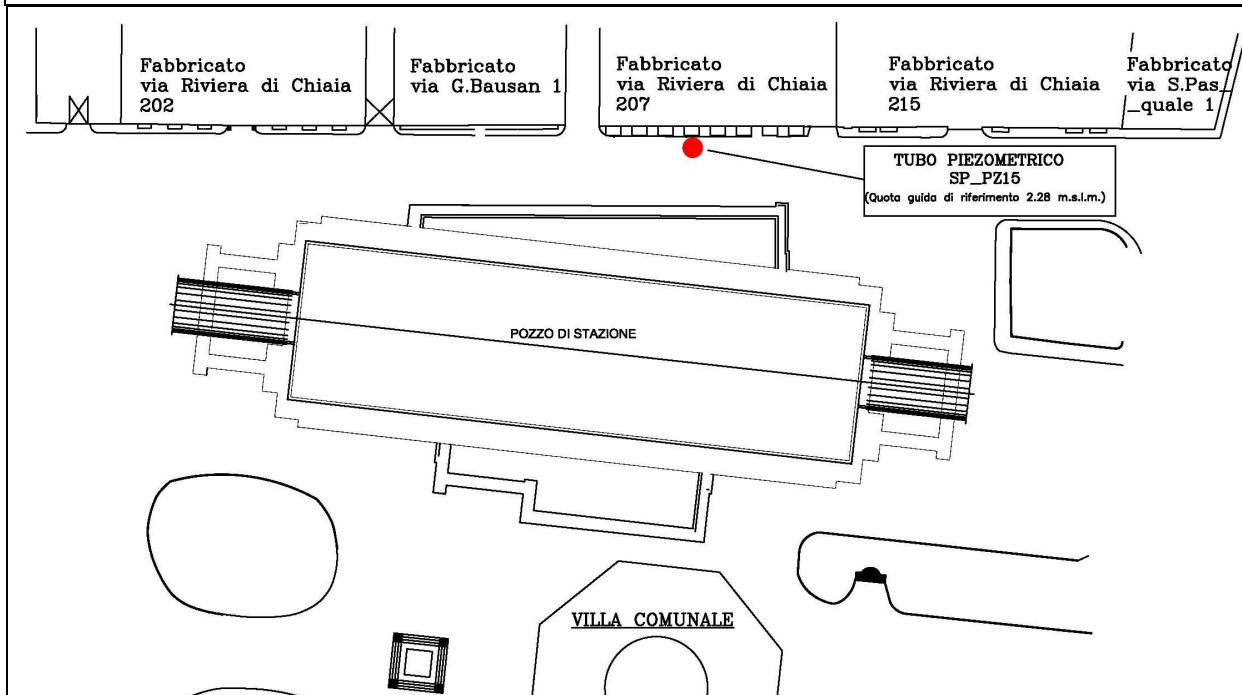 Fabbricato
via Riviera di Chiaia
202
Fabbricato
via G.Bausan 1
Fabbricato
via Riviera di Chiaia
207
Fabbricato
via Riviera di Chiaia
215
Fabbricato
via S.Pas_
_quale 1
TUBO PIEZOMETRICO
SP_PZ15
(Quota guida di riferimento 2.28 m.s.l.m.)
POZZO DI STAZIONE
VILLA COMUNALE